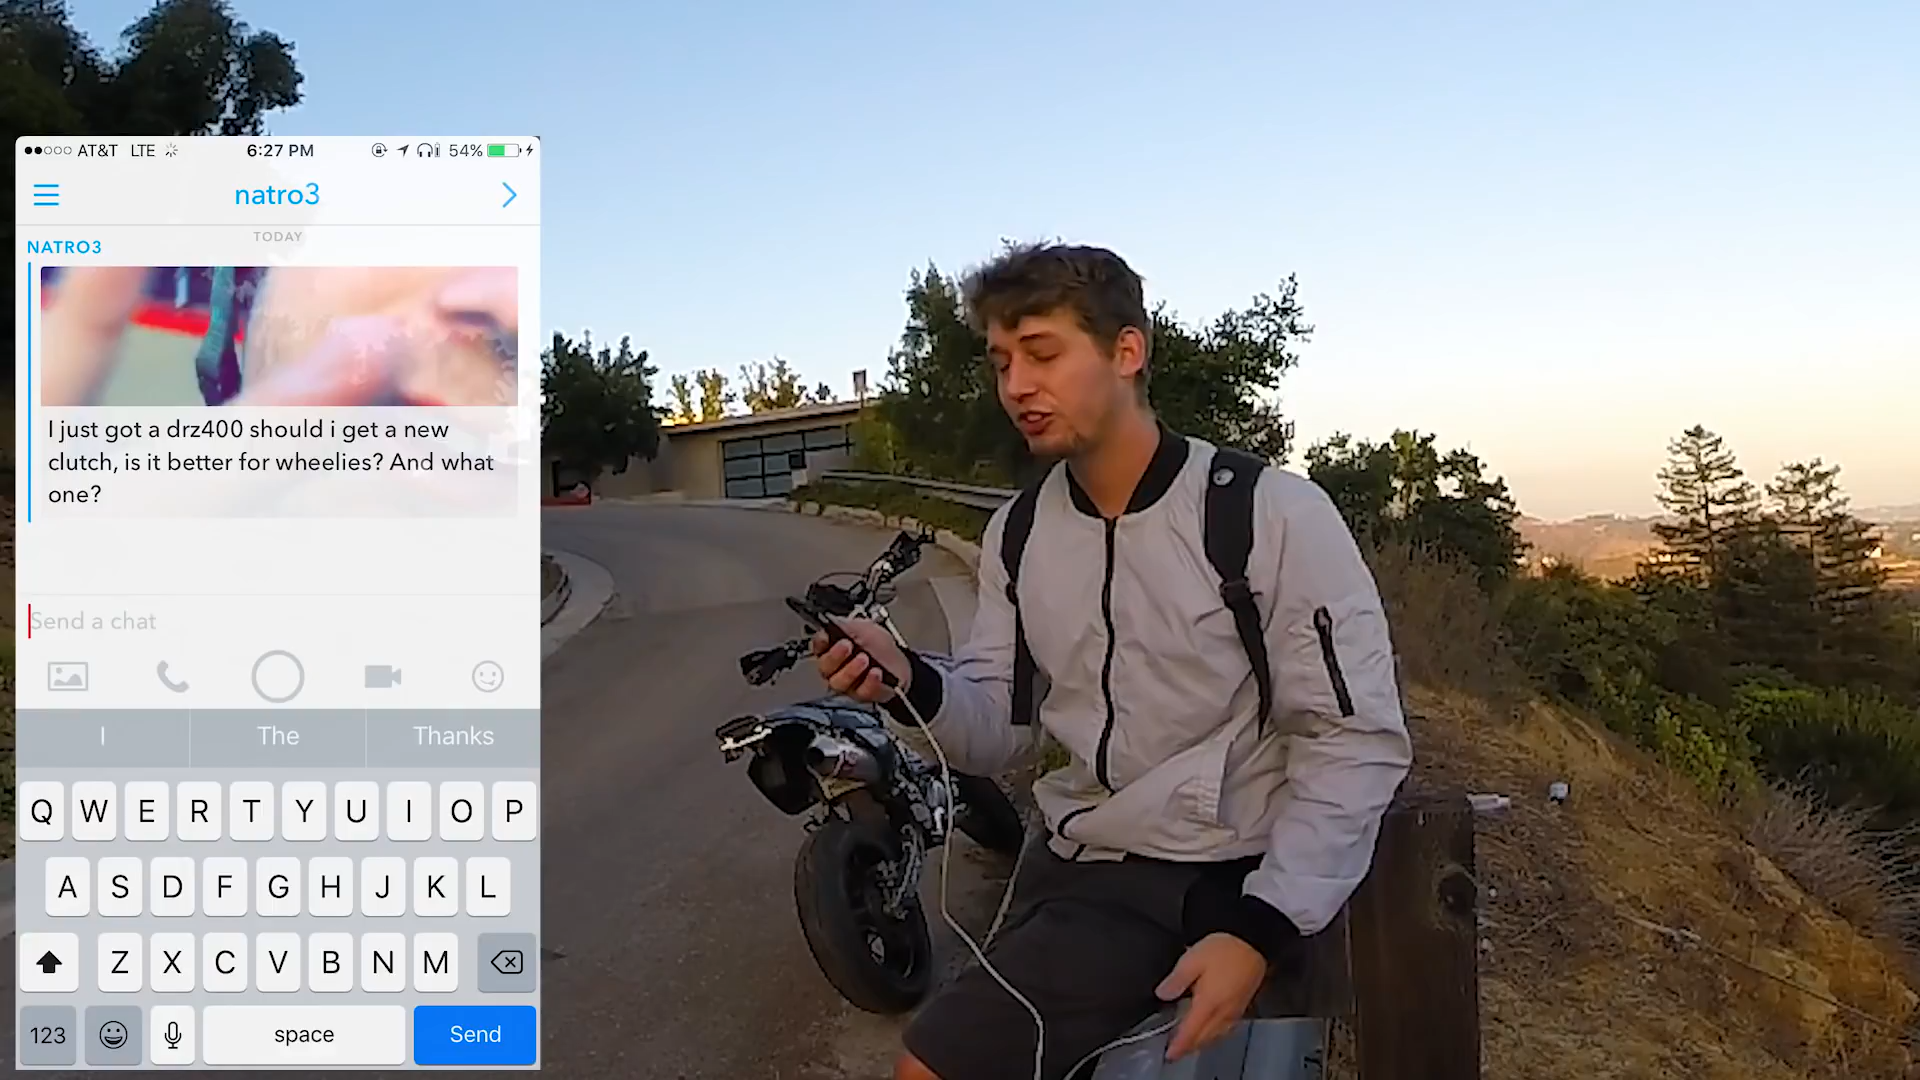 AT&T LTE 6:27 PM 54%
natro3
TODAY
NATRO3
I just got a drz400 should i get a new
clutch, is it better for wheelies? And what
one?
Send a chat
I The Thanks
Q W E R T Y U I O P
A S D F G H J K L
Z X C V B N M
123 space Send